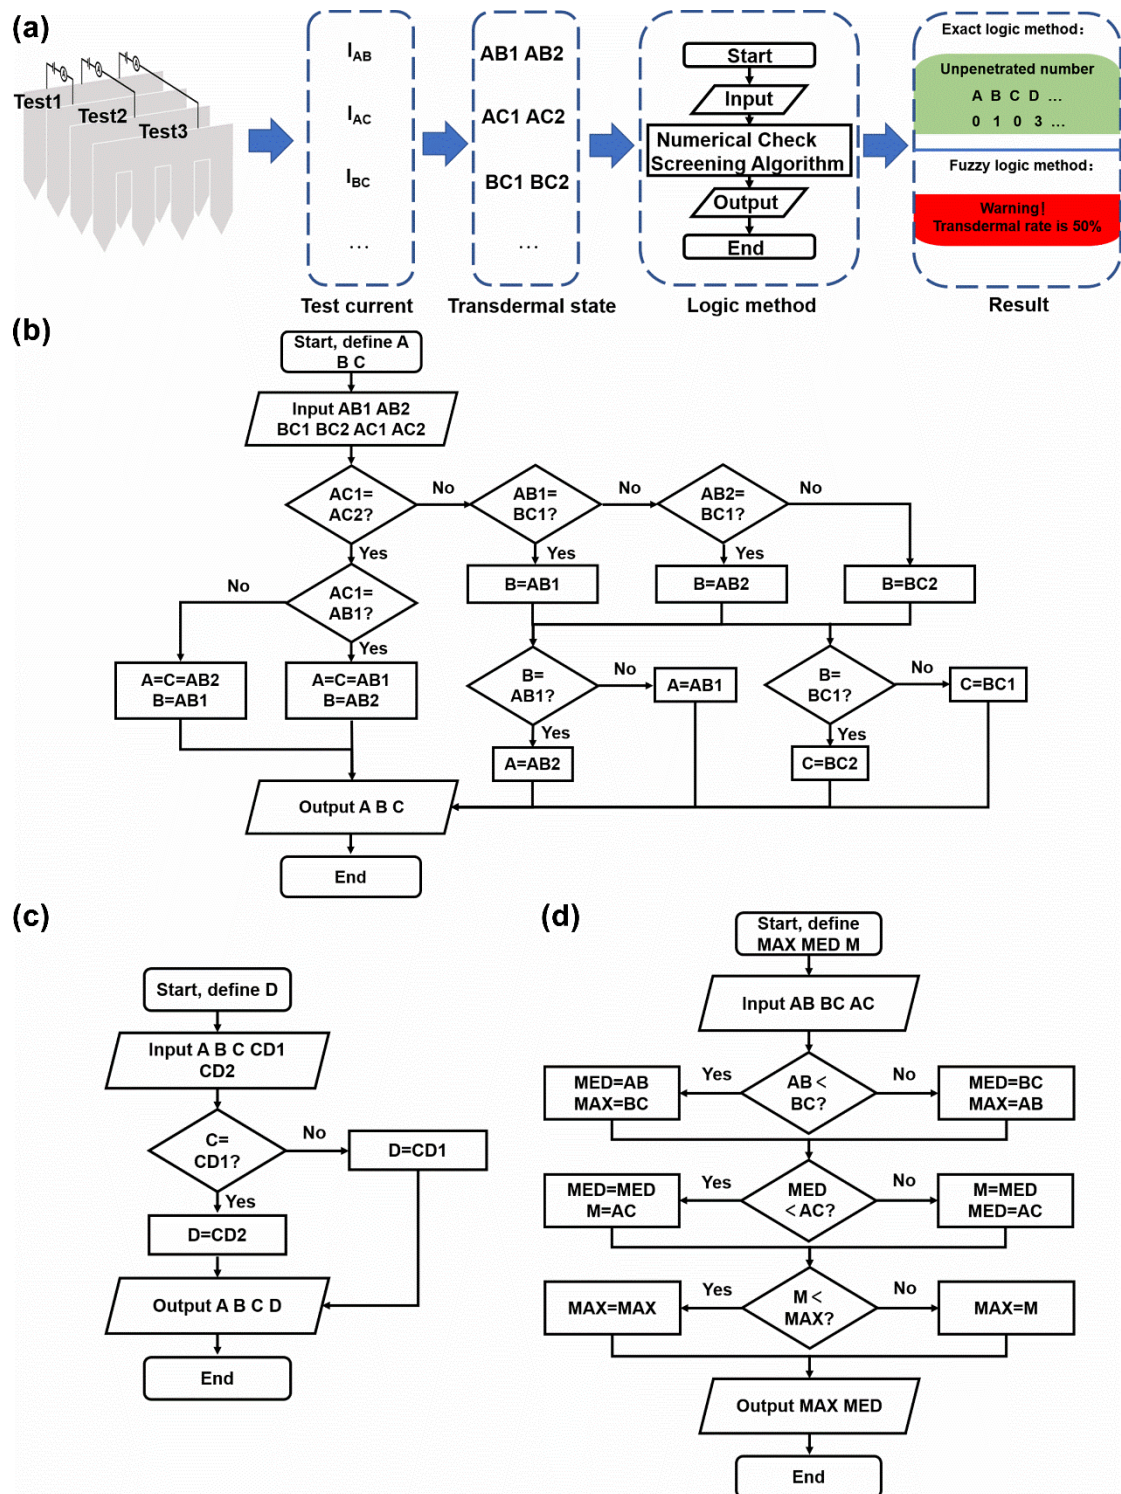 (a)
Test1
Test2
Test3
I_AB
I_AC
I_BC
...
Test current
AB1 AB2
AC1 AC2
BC1 BC2
...
Transdermal state
Start
Input
Numerical Check
Screening Algorithm
Output
End
Logic method
Exact logic method:
Unpenetrated number
A B C D ...
0 1 0 3 ...
Fuzzy logic method:
Warning!
Transdermal rate is 50%
Result
(b)
Start, define A
B C
Input AB1 AB2
BC1 BC2 AC1 AC2
AC1=
AC2?
No
AB1=
BC1?
No
AB2=
BC1?
No
Yes
Yes
Yes
No
AC1=
AB1?
B=AB1
B=AB2
B=BC2
Yes
A=C=AB2
B=AB1
A=C=AB1
B=AB2
B=
AB1?
No
A=AB1
B=
BC1?
No
C=BC1
Yes
Yes
A=AB2
C=BC2
Output A B C
End
(c)
Start, define D
Input A B C CD1
CD2
C=
CD1?
No
D=CD1
Yes
D=CD2
Output A B C D
End
(d)
Start, define
MAX MED M
Input AB BC AC
MED=AB
MAX=BC
Yes
AB<
BC?
No
MED=BC
MAX=AB
MED=MED
M=AC
Yes
MED
<AC?
No
M=MED
MED=AC
MAX=MAX
Yes
M<
MAX?
No
MAX=M
Output MAX MED
End